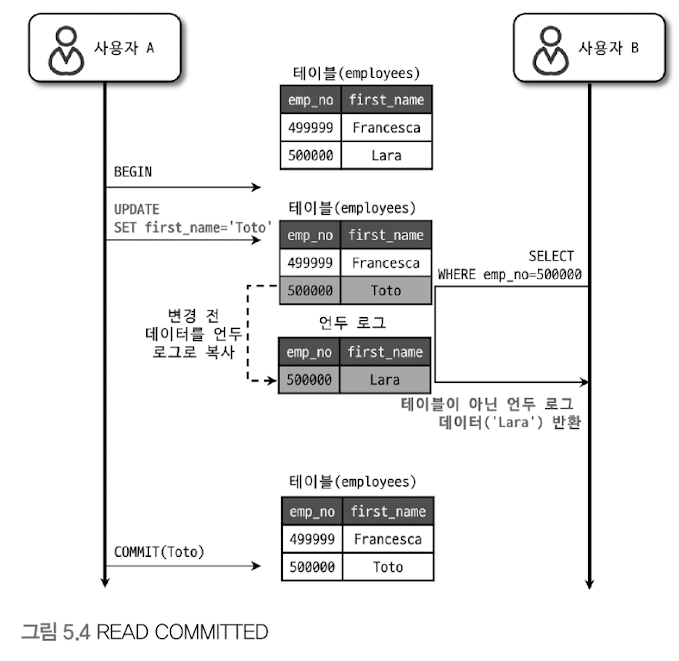 사용자 A
사용자 B
테이블(employees)
emp_no first_name
499999 Francesca
500000 Lara
BEGIN
UPDATE
SET first_name='Toto'
테이블(employees)
emp_no first_name
499999 Francesca
500000 Toto
SELECT
WHERE emp_no=500000
변경 전
데이터를 언두
로그로 복사
언두 로그
emp_no first_name
500000 Lara
테이블이 아닌 언두 로그
데이터('Lara') 반환
테이블(employees)
emp_no first_name
499999 Francesca
500000 Toto
COMMIT(Toto)
그림 5.4 READ COMMITTED